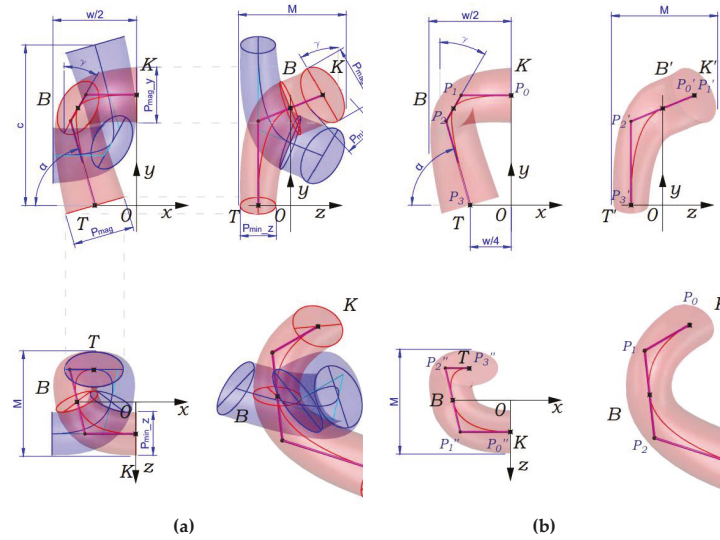 w/2
M
w/2
M
γ
K
γ
B
K
γ
K
B'
K'
B
P₁
P₀
P₀'
P₁'
B
P₂
P₂'
c
Pmag_y
α
α
y
y
y
y
P₃
P₃'
T
0
x
T
0
z
T
0
x
T'
0
z
Pmag
Pmin_z
w/4
K
P₀
K
T
P₂''
T
P₃''
P₁
M
B
0
x
B
M
B
0
x
B
Pmin_z
P₁''
P₀''
K
P₂
K
z
z
(a)
(b)